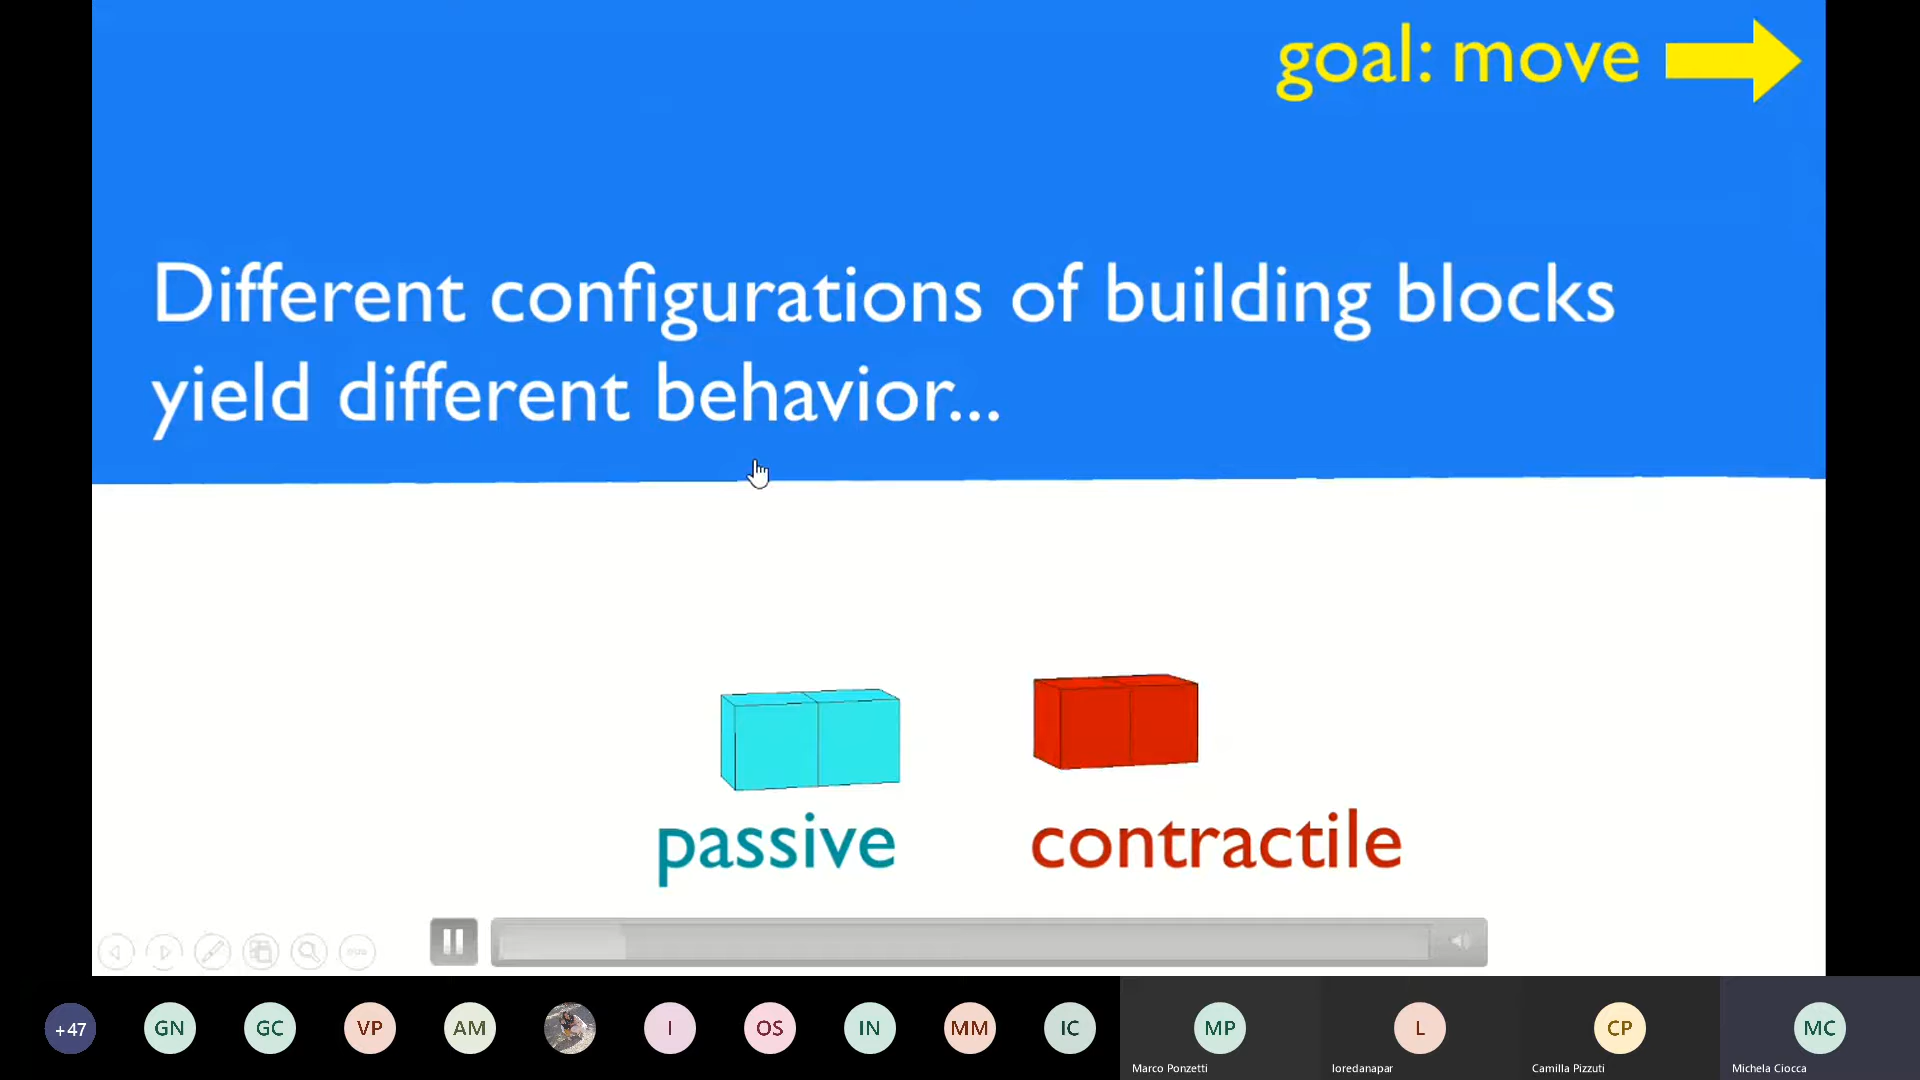 goal: move
Different configurations of building blocks
yield different behavior...
passive
contractile
+47
GN
GC
VP
AM
I
OS
IN
MM
IC
MP
L
CP
MC
Marco Ponzetti
loredanapar
Camilla Pizzuti
Michela Ciocca